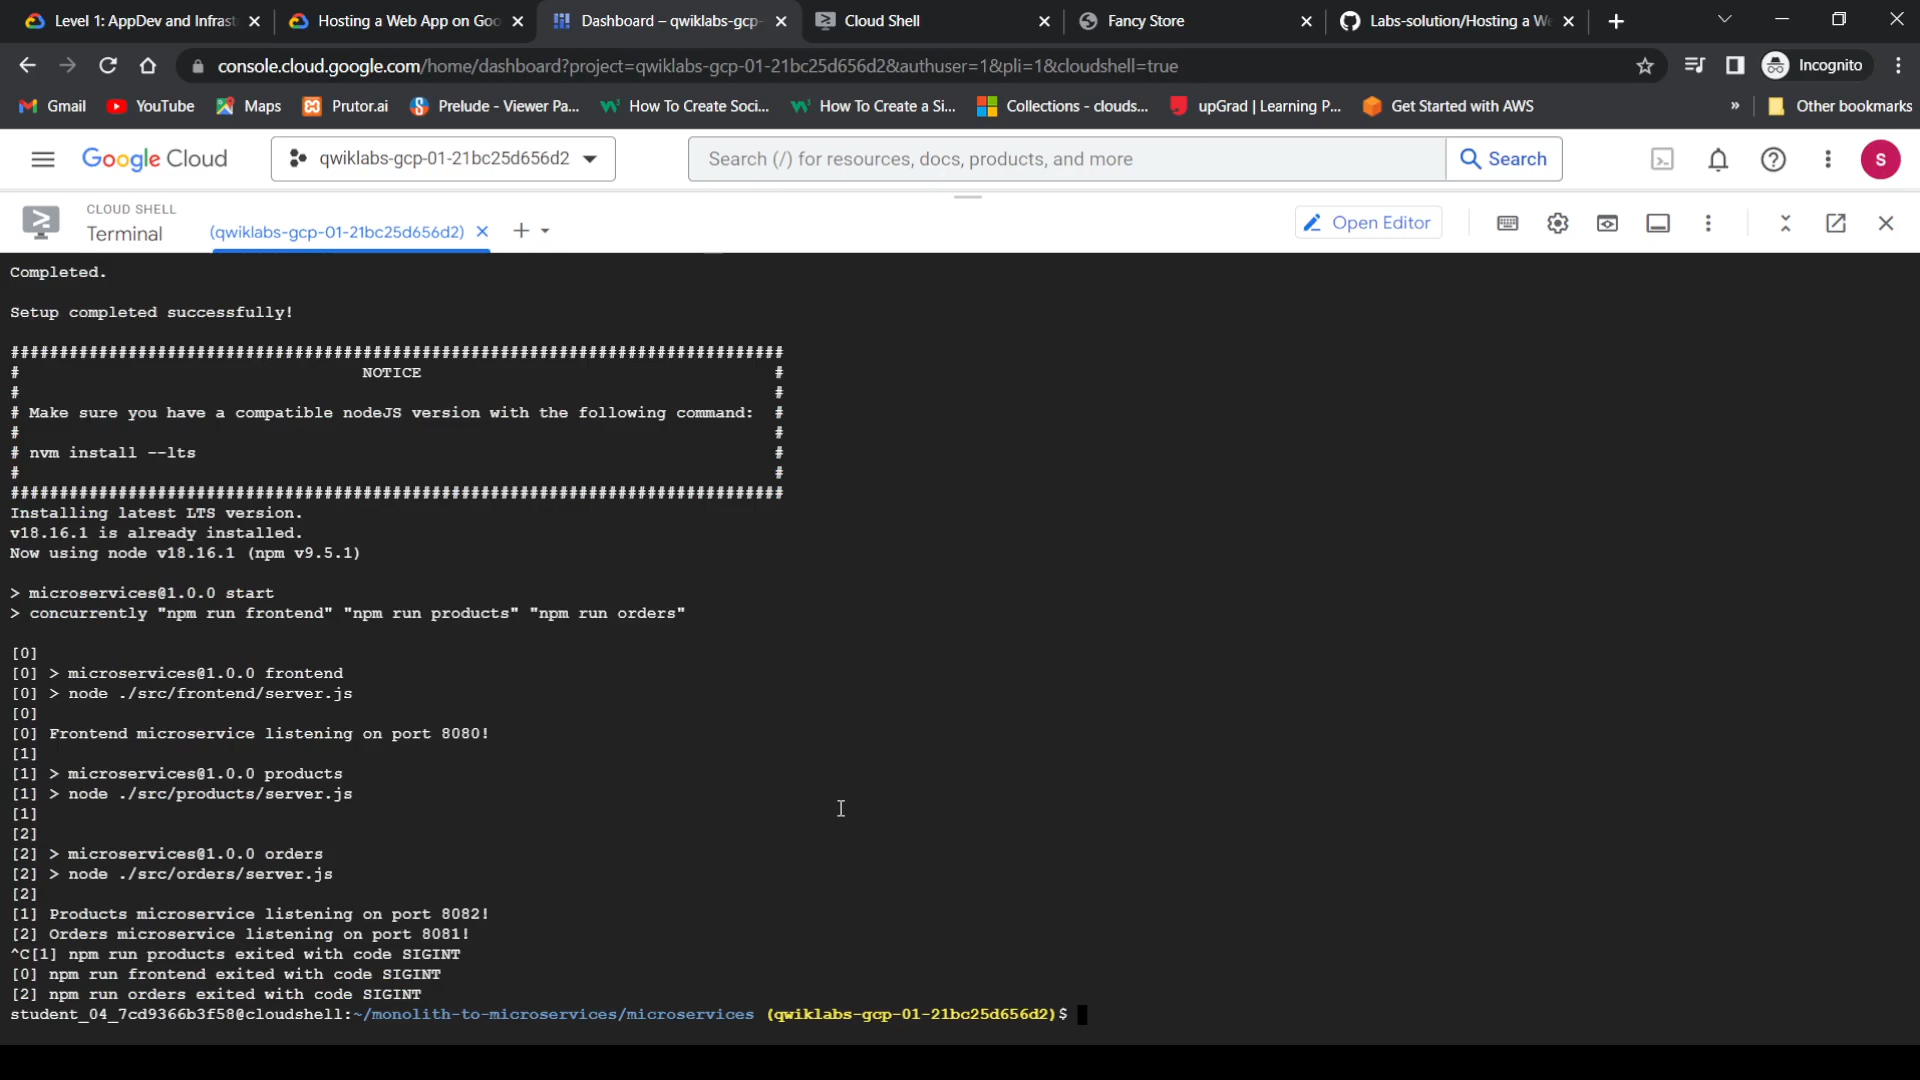 Level 1: AppDev and Infrast
Hosting a Web App on Goo
Dashboard – qwiklabs-gcp-
Cloud Shell
Fancy Store
Labs-solution/Hosting a We
console.cloud.google.com/home/dashboard?project=qwiklabs-gcp-01-21bc25d656d2&authuser=1&pli=1&cloudshell=true
Incognito
Gmail
YouTube
Maps
Prutor.ai
Prelude - Viewer Pa...
How To Create Soci...
How To Create a Si...
Collections - clouds...
upGrad | Learning P...
Get Started with AWS
»
Other bookmarks
Google Cloud
qwiklabs-gcp-01-21bc25d656d2
Search (/) for resources, docs, products, and more
Search
S
CLOUD SHELL
Terminal
(qwiklabs-gcp-01-21bc25d656d2)
Open Editor
Completed.
Setup completed successfully!
###############################################################################
# NOTICE #
# #
# Make sure you have a compatible nodeJS version with the following command: #
# #
# nvm install --lts #
# #
###############################################################################
Installing latest LTS version.
v18.16.1 is already installed.
Now using node v18.16.1 (npm v9.5.1)
> microservices@1.0.0 start
> concurrently "npm run frontend" "npm run products" "npm run orders"
[0]
[0] > microservices@1.0.0 frontend
[0] > node ./src/frontend/server.js
[0]
[0] Frontend microservice listening on port 8080!
[1]
[1] > microservices@1.0.0 products
[1] > node ./src/products/server.js
[1]
[2]
[2] > microservices@1.0.0 orders
[2] > node ./src/orders/server.js
[2]
[1] Products microservice listening on port 8082!
[2] Orders microservice listening on port 8081!
^C[1] npm run products exited with code SIGINT
[0] npm run frontend exited with code SIGINT
[2] npm run orders exited with code SIGINT
student_04_7cd9366b3f58@cloudshell:~/monolith-to-microservices/microservices (qwiklabs-gcp-01-21bc25d656d2)$